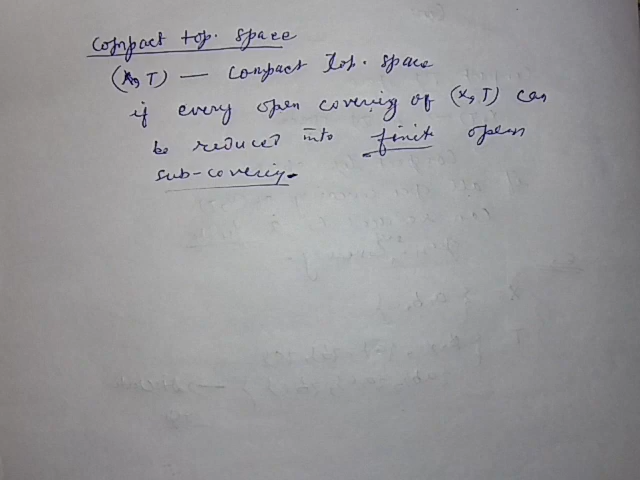 Compact top. space
(X, T) — compact top. space
if every open covering of (X, T) can
be reduced into finite open
sub-covering.